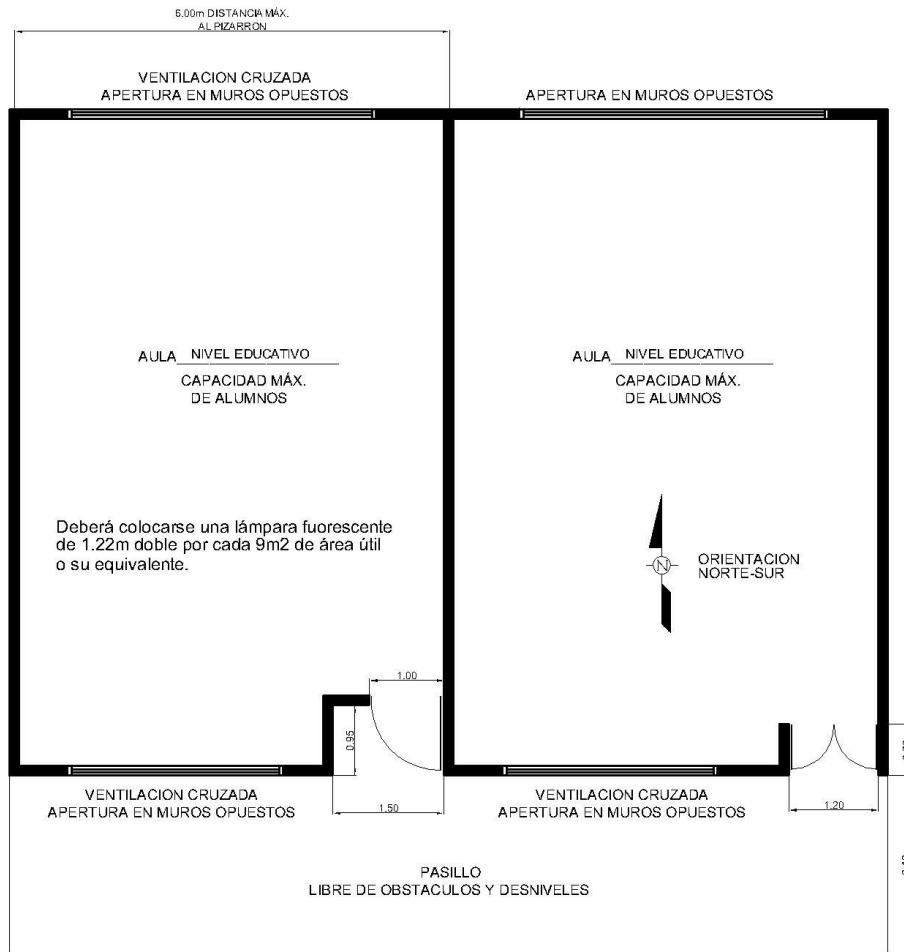 6.00m DISTANCIA MÁX.
AL PIZARRON
VENTILACION CRUZADA
APERTURA EN MUROS OPUESTOS
APERTURA EN MUROS OPUESTOS
AULA NIVEL EDUCATIVO
CAPACIDAD MÁX.
DE ALUMNOS
AULA NIVEL EDUCATIVO
CAPACIDAD MÁX.
DE ALUMNOS
Deberá colocarse una lámpara fuorescente
de 1.22m doble por cada 9m2 de área útil
o su equivalente.
N
ORIENTACION
NORTE-SUR
1.00
0.95
1.50
1.20
VENTILACION CRUZADA
APERTURA EN MUROS OPUESTOS
VENTILACION CRUZADA
APERTURA EN MUROS OPUESTOS
PASILLO
LIBRE DE OBSTACULOS Y DESNIVELES